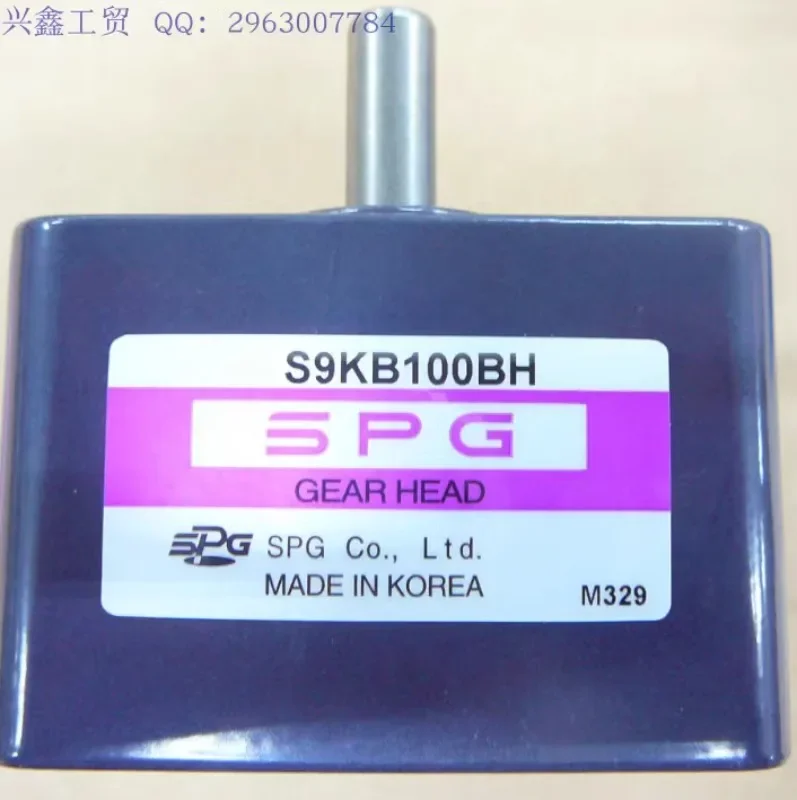 兴鑫工贸 QQ: 2963007784
S9KB100BH
SPG
GEAR HEAD
SPG SPG Co., Ltd.
MADE IN KOREA
M329